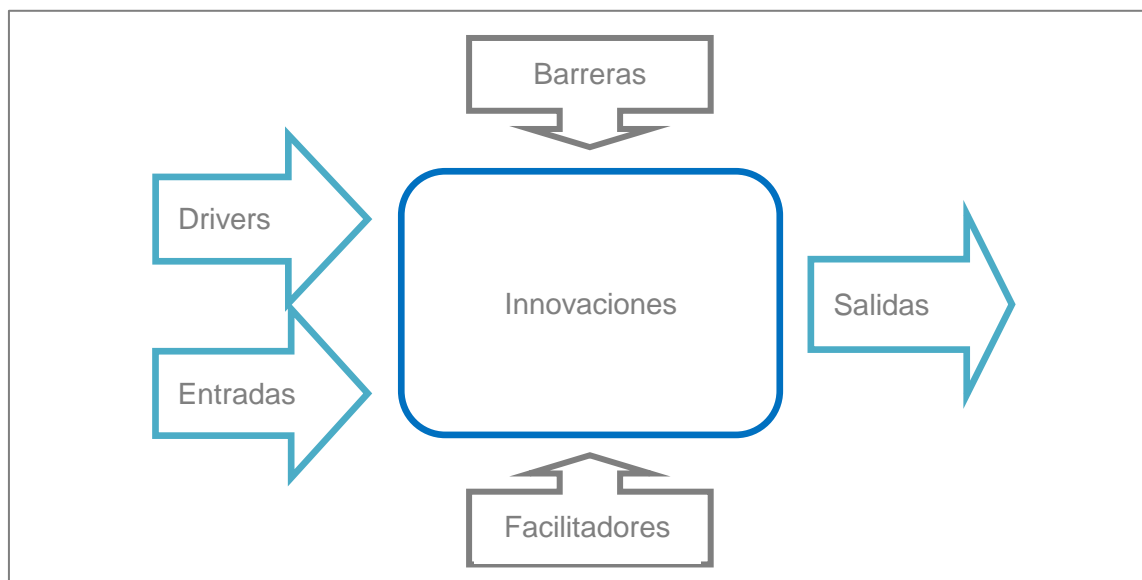 Barreras
Drivers
Innovaciones
Salidas
Entradas
Facilitadores